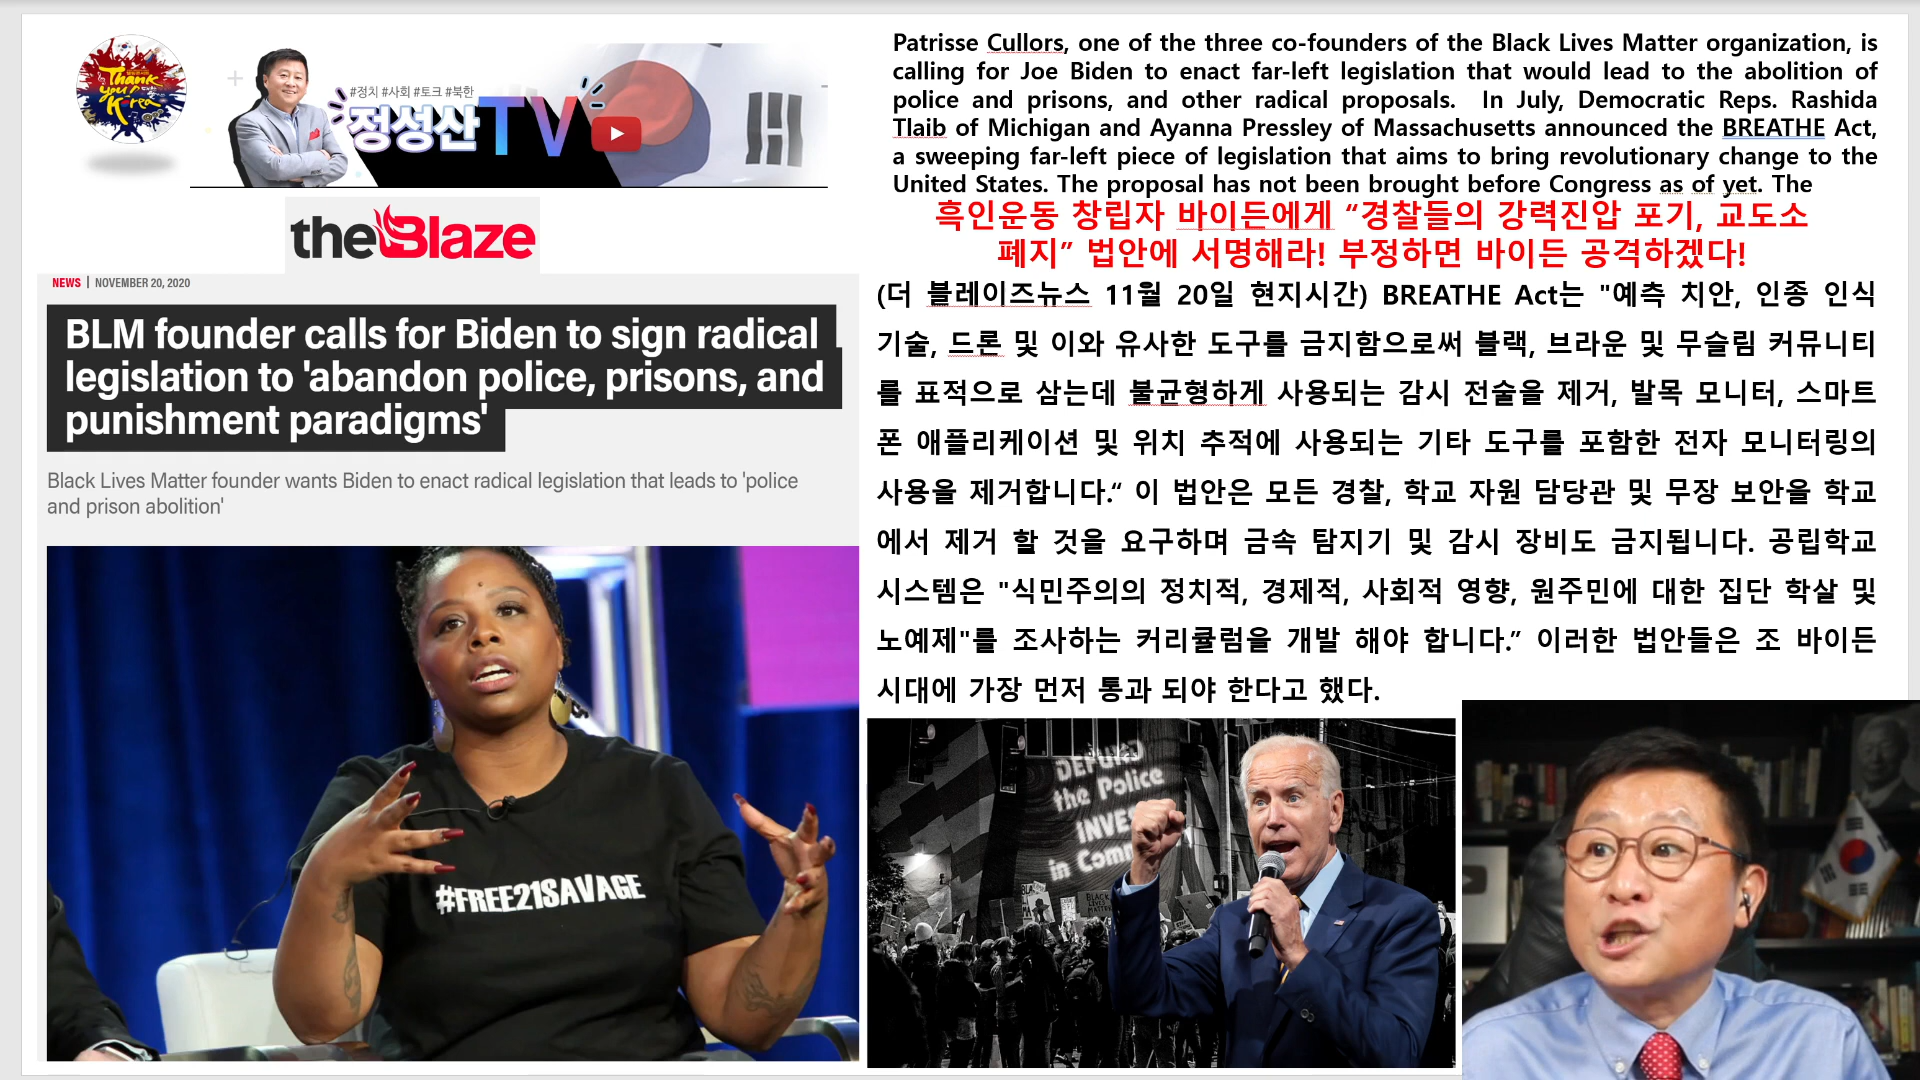 Thank
you
K rea
#정치 #사회 #토크 #북한
정성산TV
theBlaze
NEWS | NOVEMBER 20, 2020
BLM founder calls for Biden to sign radical
legislation to 'abandon police, prisons, and
punishment paradigms'
Black Lives Matter founder wants Biden to enact radical legislation that leads to 'police
and prison abolition'
#FREE21SAVAGE
Patrisse Cullors, one of the three co-founders of the Black Lives Matter organization, is
calling for Joe Biden to enact far-left legislation that would lead to the abolition of
police and prisons, and other radical proposals. In July, Democratic Reps. Rashida
Tlaib of Michigan and Ayanna Pressley of Massachusetts announced the BREATHE Act,
a sweeping far-left piece of legislation that aims to bring revolutionary change to the
United States. The proposal has not been brought before Congress as of yet. The
흑인운동 창립자 바이든에게 “경찰들의 강력진압 포기, 교도소
폐지” 법안에 서명해라! 부정하면 바이든 공격하겠다!
(더 블레이즈뉴스 11월 20일 현지시간) BREATHE Act는 "예측 치안, 인종 인식
기술, 드론 및 이와 유사한 도구를 금지함으로써 블랙, 브라운 및 무슬림 커뮤니티
를 표적으로 삼는데 불균형하게 사용되는 감시 전술을 제거, 발목 모니터, 스마트
폰 애플리케이션 및 위치 추적에 사용되는 기타 도구를 포함한 전자 모니터링의
사용을 제거합니다.“ 이 법안은 모든 경찰, 학교 자원 담당관 및 무장 보안을 학교
에서 제거 할 것을 요구하며 금속 탐지기 및 감시 장비도 금지됩니다. 공립학교
시스템은 "식민주의의 정치적, 경제적, 사회적 영향, 원주민에 대한 집단 학살 및
노예제"를 조사하는 커리큘럼을 개발 해야 합니다.” 이러한 법안들은 조 바이든
시대에 가장 먼저 통과 되야 한다고 했다.
DEFUND
the Police
INVES
in Comm